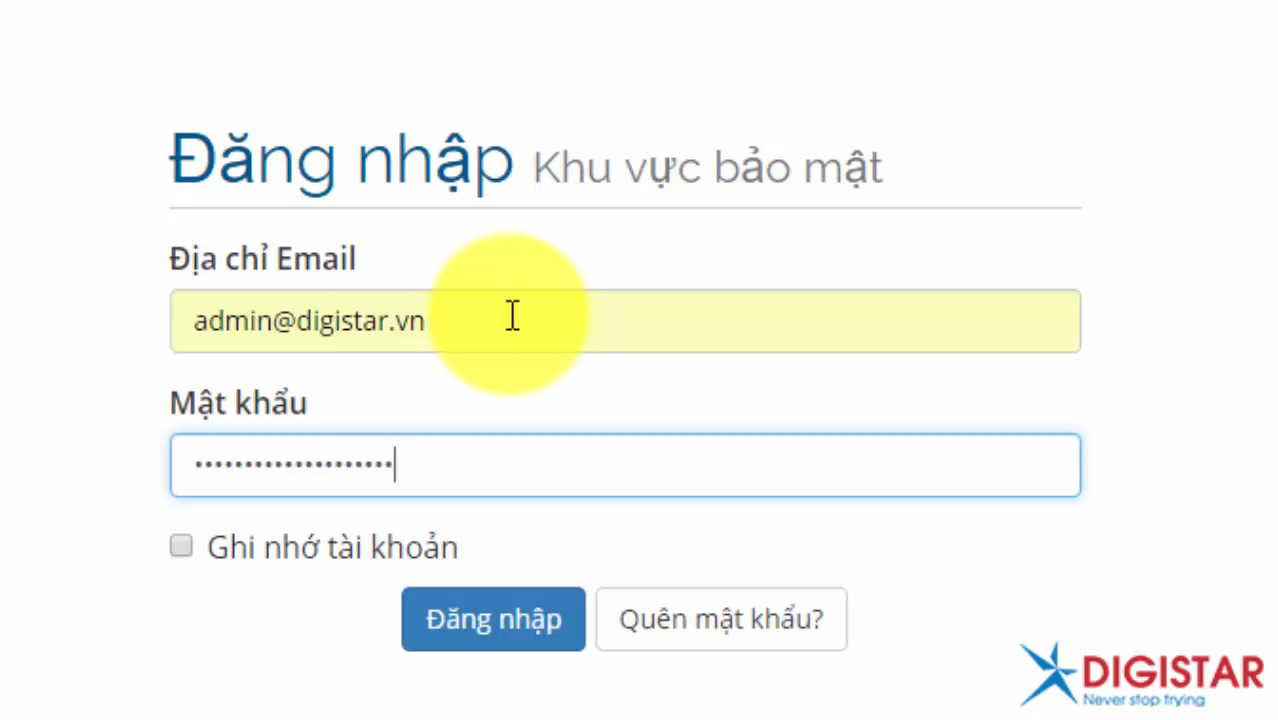 Đăng nhập Khu vực bảo mật
Địa chỉ Email
admin@digistar.vn
Mật khẩu
••••••••••••••••••••
Ghi nhớ tài khoản
Đăng nhập Quên mật khẩu?
DIGISTAR
Never stop trying